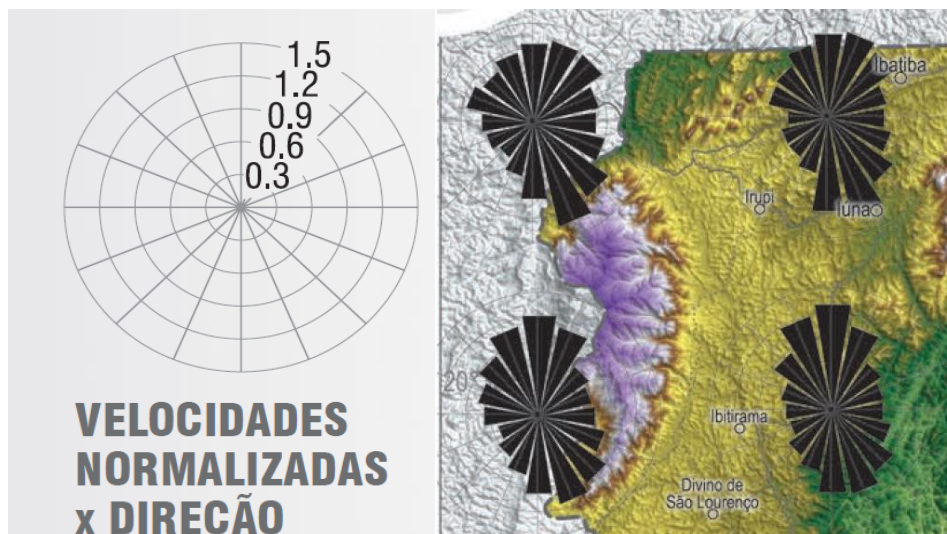 1.5
1.2
0.9
0.6
0.3
VELOCIDADES
NORMALIZADAS
x DIREÇÃO
Ibatiba
Irupi
Iúna
20°
Ibitirama
Divino de
São Lourenço